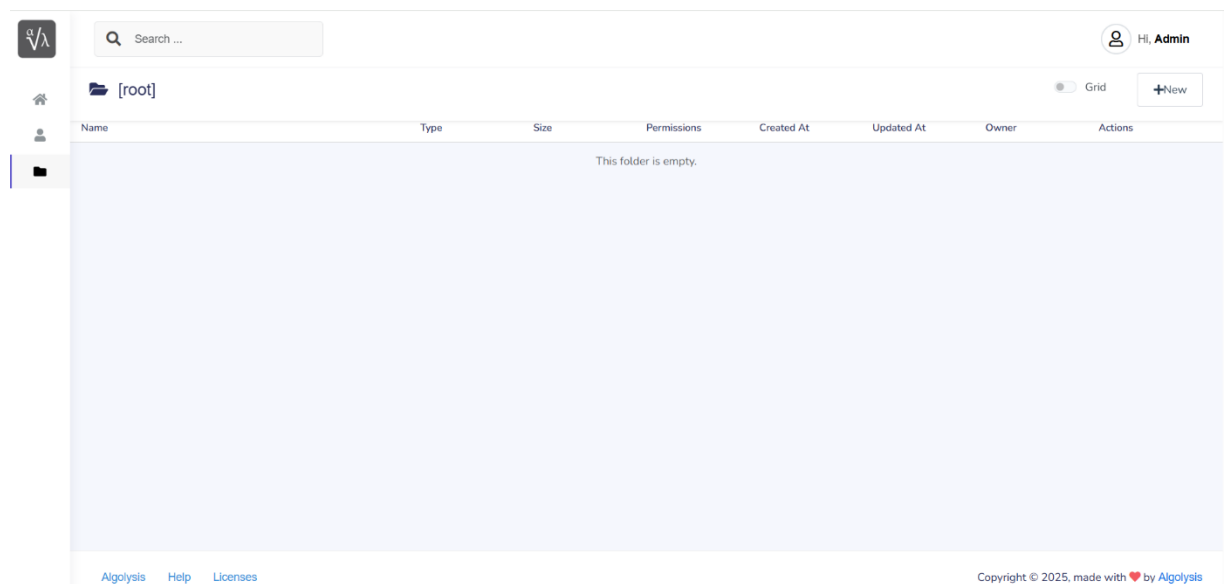 α√λ
Search ...
Hi, Admin
[root]
Grid
+New
Name Type Size Permissions Created At Updated At Owner Actions
This folder is empty.
Algolysis Help Licenses
Copyright © 2025, made with ❤ by Algolysis